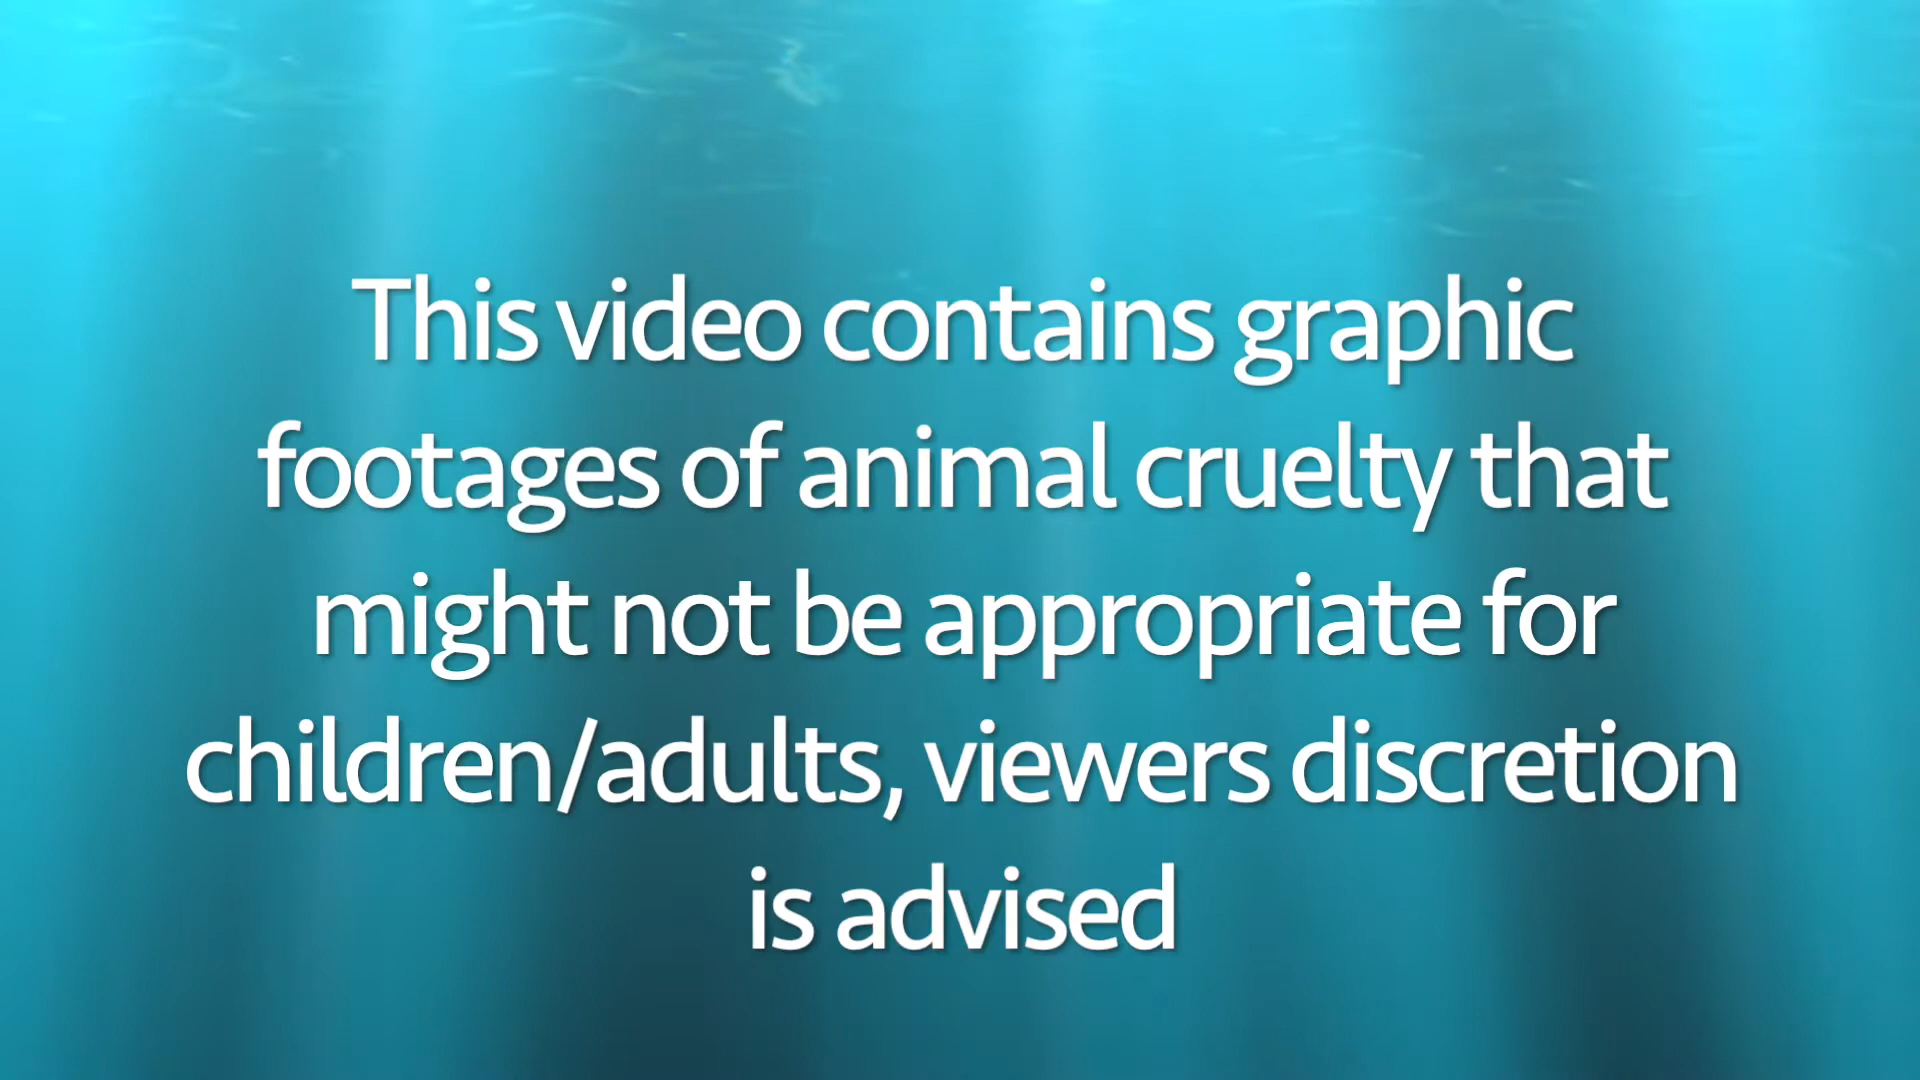 This video contains graphic
footages of animal cruelty that
might not be appropriate for
children/adults, viewers discretion
is advised